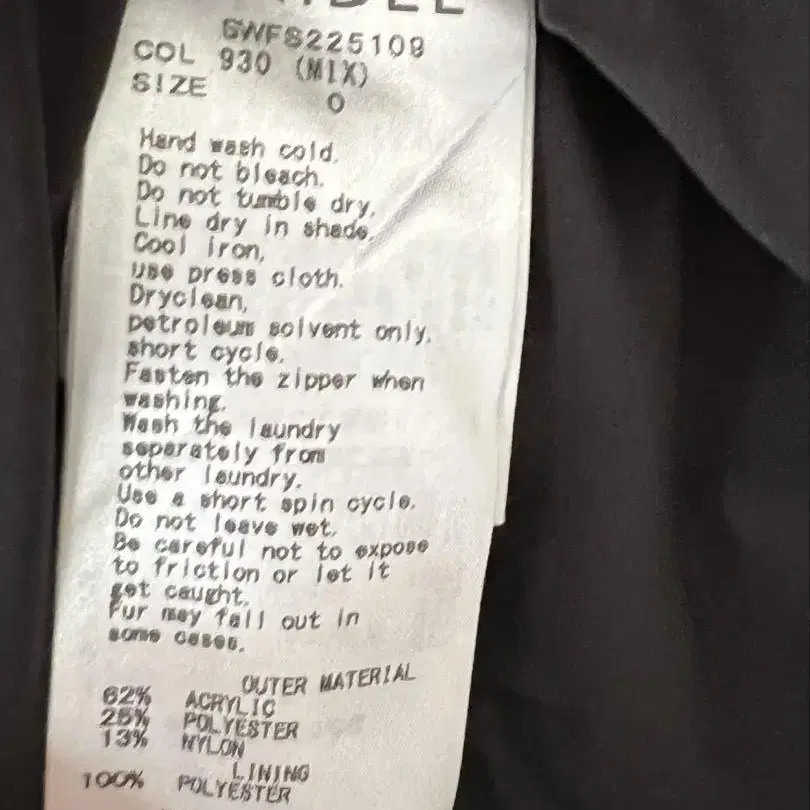 SWFS225109
COL 930 (MIX)
SIZE 0
Hand wash cold.
Do not bleach.
Do not tumble dry.
Line dry in shade.
Cool iron,
use press cloth.
Dryclean,
petroleum solvent only.
short cycle.
Fasten the zipper when
washing.
Wash the laundry
separately from
other laundry.
Use a short spin cycle.
Do not leave wet.
Be careful not to expose
to friction or let it
get caught.
Fur may fall out in
some cases.
OUTER MATERIAL
62% ACRYLIC
25% POLYESTER
13% NYLON
LINING
100% POLYESTER